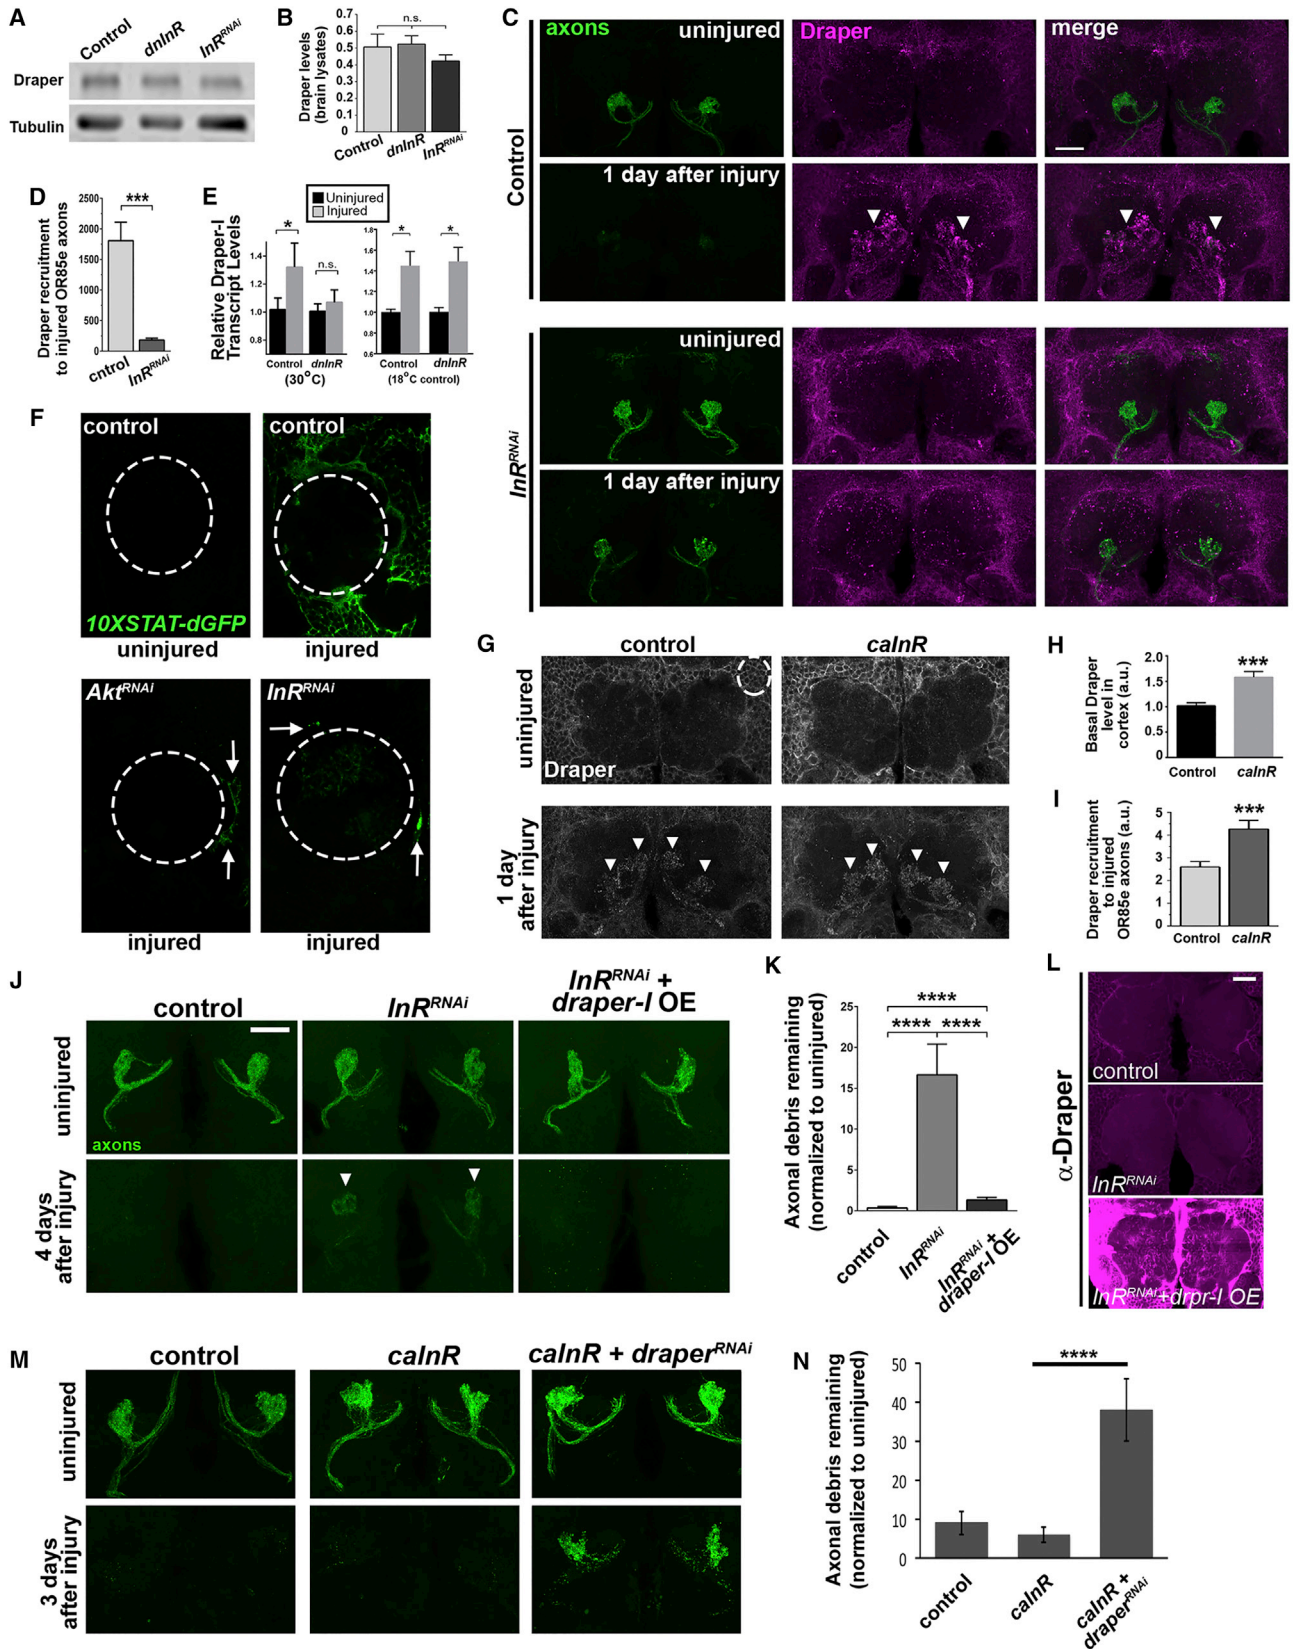 A
Control
dnInR
InR^RNAi
Draper
Tubulin
B
Draper levels
(brain lysates)
0.7
0.6
0.5
0.4
0.3
0.2
0.1
0
n.s.
Control
dnInR
InR^RNAi
C
axons
uninjured
Draper
merge
Control
1 day after injury
uninjured
InR^RNAi
1 day after injury
D
Draper recruitment
to injured OR85e axons
2500
2250
2000
1750
1500
1250
1000
500
0
***
cntrol
InR^RNAi
E
Uninjured
Injured
Relative Draper-I
Transcript Levels
1.4
1.2
1.0
0.8
*
n.s.
Control
dnInR
(30°C)
1.8
1.6
1.4
1.2
1.0
.8
.6
*
*
Control
dnInR
(18°C control)
F
control
10XSTAT-dGFP
uninjured
control
injured
Akt^RNAi
injured
InR^RNAi
injured
G
control
caInR
uninjured
Draper
1 day
after injury
H
Basal Draper
level in
cortex (a.u.)
2.0
1.5
1.0
0.5
0
***
Control
caInR
I
Draper recruitment
to injured
OR85e axons (a.u.)
5
4
3
2
1
0
***
Control
caInR
J
control
InR^RNAi
InR^RNAi +
draper-I OE
uninjured
axons
4 days
after injury
K
Axonal debris remaining
(normalized to uninjured)
25
20
15
10
5
0
****
****
****
control
InR^RNAi
InR^RNAi +
draper-I OE
L
α-Draper
control
InR^RNAi
InR^RNAi+drpr-I OE
M
control
caInR
caInR + draper^RNAi
uninjured
3 days
after injury
N
Axonal debris remaining
(normalized to uninjured)
50
40
30
20
10
0
****
control
caInR
caInR +
draper^RNAi